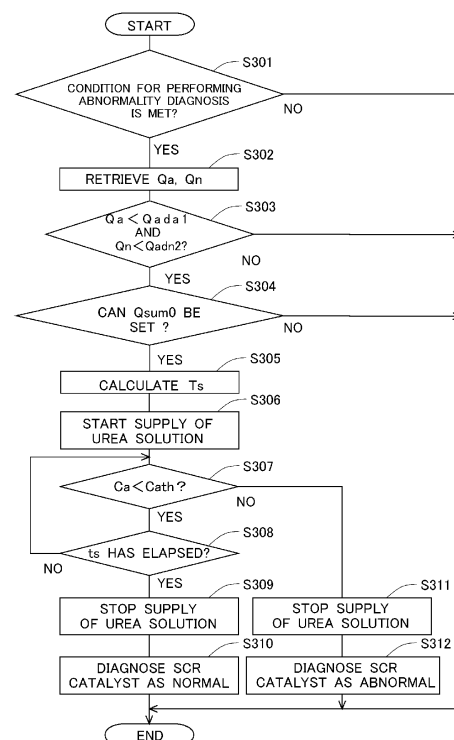 START
S301
CONDITION FOR PERFORMING
ABNORMALITY DIAGNOSIS
IS MET?
NO
YES
S302
RETRIEVE Qa, Qn
S303
Qa＜Qada1
AND
Qn＜Qadn2?
NO
YES
S304
CAN Qsum0 BE
SET ?
NO
YES
S305
CALCULATE Ts
S306
START SUPPLY OF
UREA SOLUTION
S307
Ca＜Cath?
NO
YES
S308
ts HAS ELAPSED?
NO
YES
S309
STOP SUPPLY
OF UREA SOLUTION
S311
STOP SUPPLY
OF UREA SOLUTION
S310
DIAGNOSE SCR
CATALYST AS NORMAL
S312
DIAGNOSE SCR
CATALYST AS ABNORMAL
END